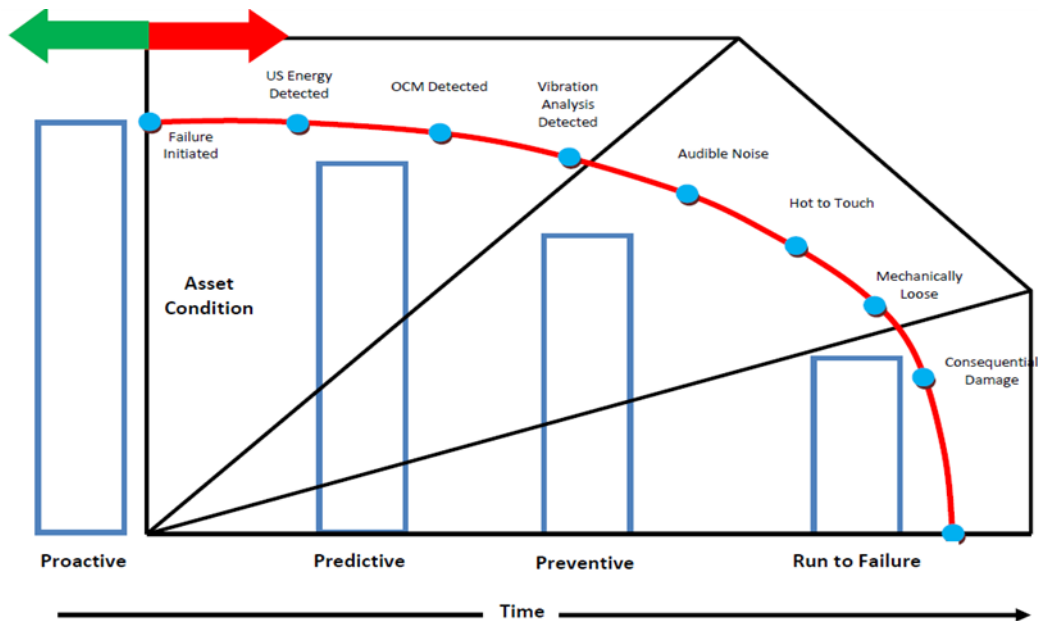 US Energy
Detected
OCM Detected
Vibration
Analysis
Detected
Failure
Initiated
Audible Noise
Hot to Touch
Mechanically
Loose
Asset
Condition
Consequential
Damage
Proactive
Predictive
Preventive
Run to Failure
Time